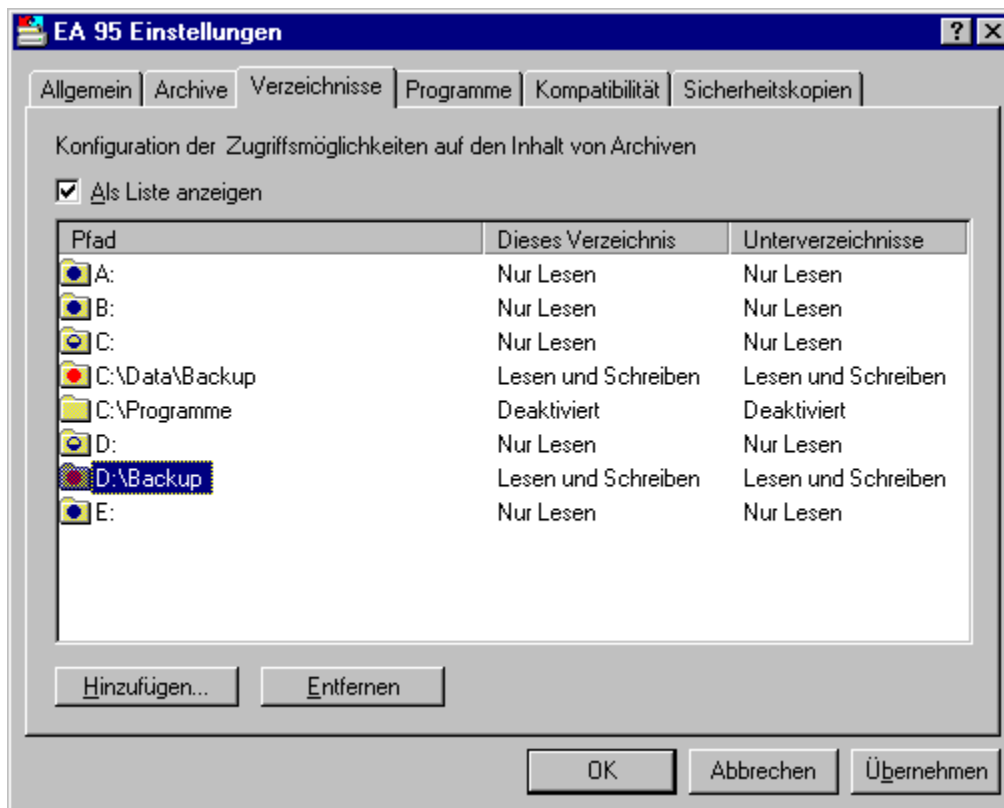 EA 95 Einstellungen
Allgemein Archive Verzeichnisse Programme Kompatibilität Sicherheitskopien
Konfiguration der Zugriffsmöglichkeiten auf den Inhalt von Archiven
Als Liste anzeigen
Pfad Dieses Verzeichnis Unterverzeichnisse
A: Nur Lesen Nur Lesen
B: Nur Lesen Nur Lesen
C: Nur Lesen Nur Lesen
C:\Data\Backup Lesen und Schreiben Lesen und Schreiben
C:\Programme Deaktiviert Deaktiviert
D: Nur Lesen Nur Lesen
D:\Backup Lesen und Schreiben Lesen und Schreiben
E: Nur Lesen Nur Lesen
Hinzufügen... Entfernen
OK Abbrechen Übernehmen